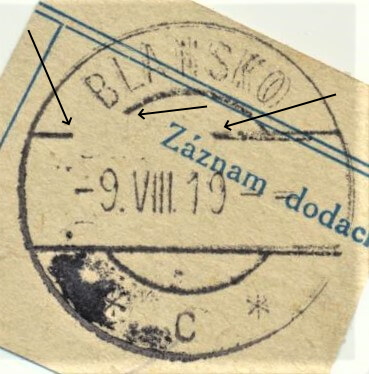 BLANSKO
Záznam dodac
-9.VIII.19-
* C *